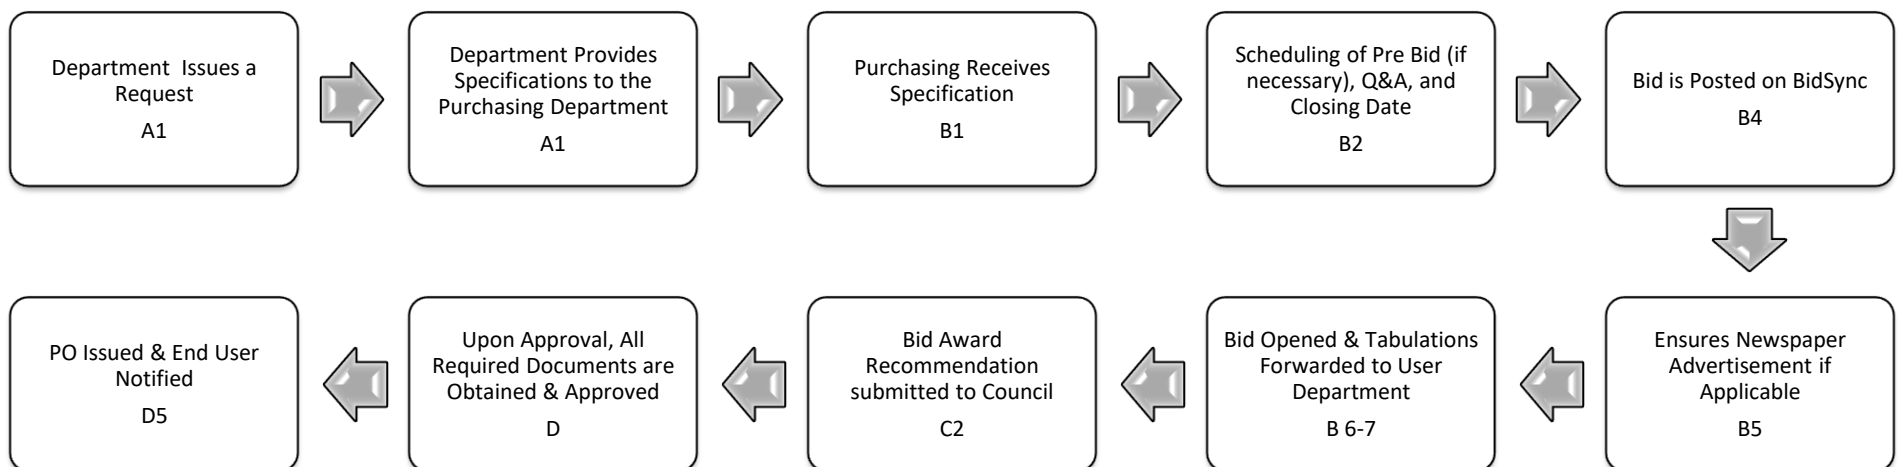 Department  Issues a
Request
A1
Department Provides
Specifications to the
Purchasing Department
A1
Purchasing Receives
Specification
B1
Scheduling of Pre Bid (if
necessary), Q&A, and
Closing Date
B2
Bid is Posted on BidSync
B4
Ensures Newspaper
Advertisement if
Applicable
B5
Bid Opened & Tabulations
Forwarded to User
Department
B 6-7
Bid Award
Recommendation
submitted to Council
C2
Upon Approval, All
Required Documents are
Obtained & Approved
D
PO Issued & End User
Notified
D5